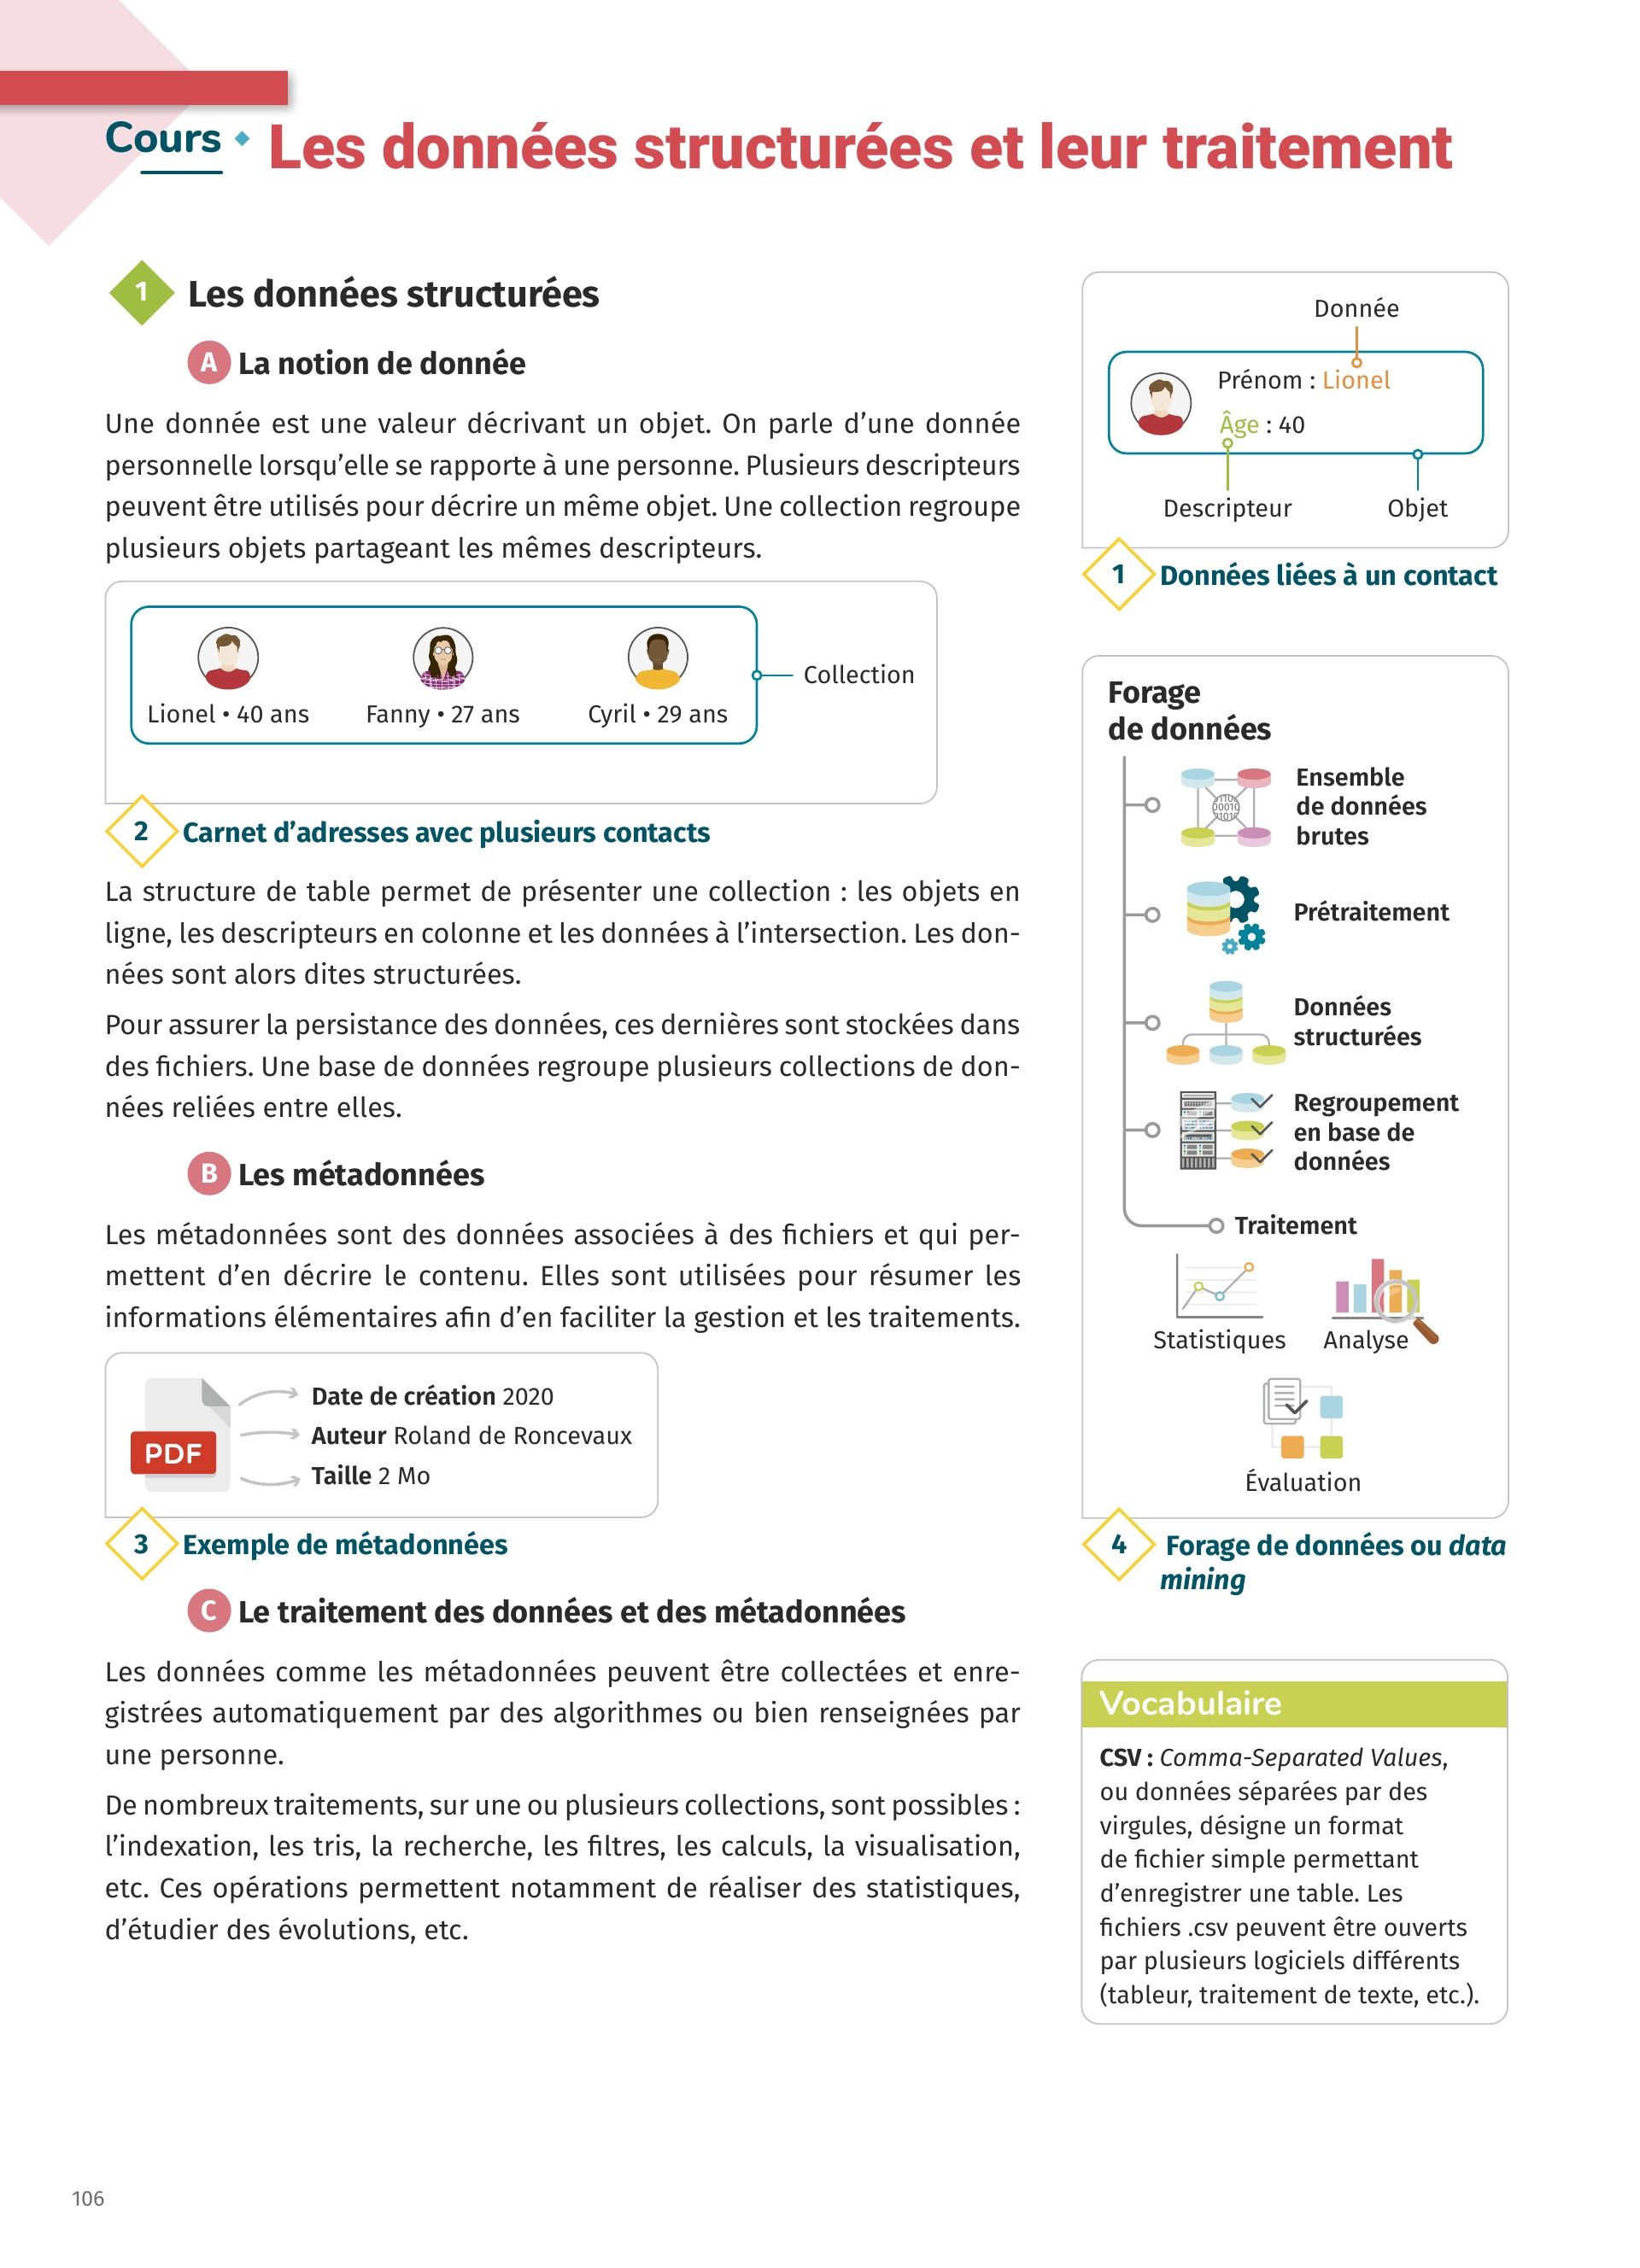 Cours
Les données structurées et leur traitement
1 Les données structurées
A La notion de donnée
Une donnée est une valeur décrivant un objet. On parle d’une donnée
personnelle lorsqu’elle se rapporte à une personne. Plusieurs descripteurs
peuvent être utilisés pour décrire un même objet. Une collection regroupe
plusieurs objets partageant les mêmes descripteurs.
Lionel • 40 ans
Fanny • 27 ans
Cyril • 29 ans
Collection
2 Carnet d’adresses avec plusieurs contacts
La structure de table permet de présenter une collection : les objets en
ligne, les descripteurs en colonne et les données à l’intersection. Les don-
nées sont alors dites structurées.
Pour assurer la persistance des données, ces dernières sont stockées dans
des fichiers. Une base de données regroupe plusieurs collections de don-
nées reliées entre elles.
B Les métadonnées
Les métadonnées sont des données associées à des fichiers et qui per-
mettent d’en décrire le contenu. Elles sont utilisées pour résumer les
informations élémentaires afin d’en faciliter la gestion et les traitements.
PDF
Date de création 2020
Auteur Roland de Roncevaux
Taille 2 Mo
3 Exemple de métadonnées
C Le traitement des données et des métadonnées
Les données comme les métadonnées peuvent être collectées et enre-
gistrées automatiquement par des algorithmes ou bien renseignées par
une personne.
De nombreux traitements, sur une ou plusieurs collections, sont possibles :
l’indexation, les tris, la recherche, les filtres, les calculs, la visualisation,
etc. Ces opérations permettent notamment de réaliser des statistiques,
d’étudier des évolutions, etc.
Donnée
Prénom : Lionel
Âge : 40
Descripteur
Objet
1 Données liées à un contact
Forage
de données
Ensemble
de données
brutes
Prétraitement
Données
structurées
Regroupement
en base de
données
Traitement
Statistiques
Analyse
Évaluation
4 Forage de données ou data
mining
Vocabulaire
CSV : Comma-Separated Values,
ou données séparées par des
virgules, désigne un format
de fichier simple permettant
d’enregistrer une table. Les
fichiers .csv peuvent être ouverts
par plusieurs logiciels différents
(tableur, traitement de texte, etc.).
106